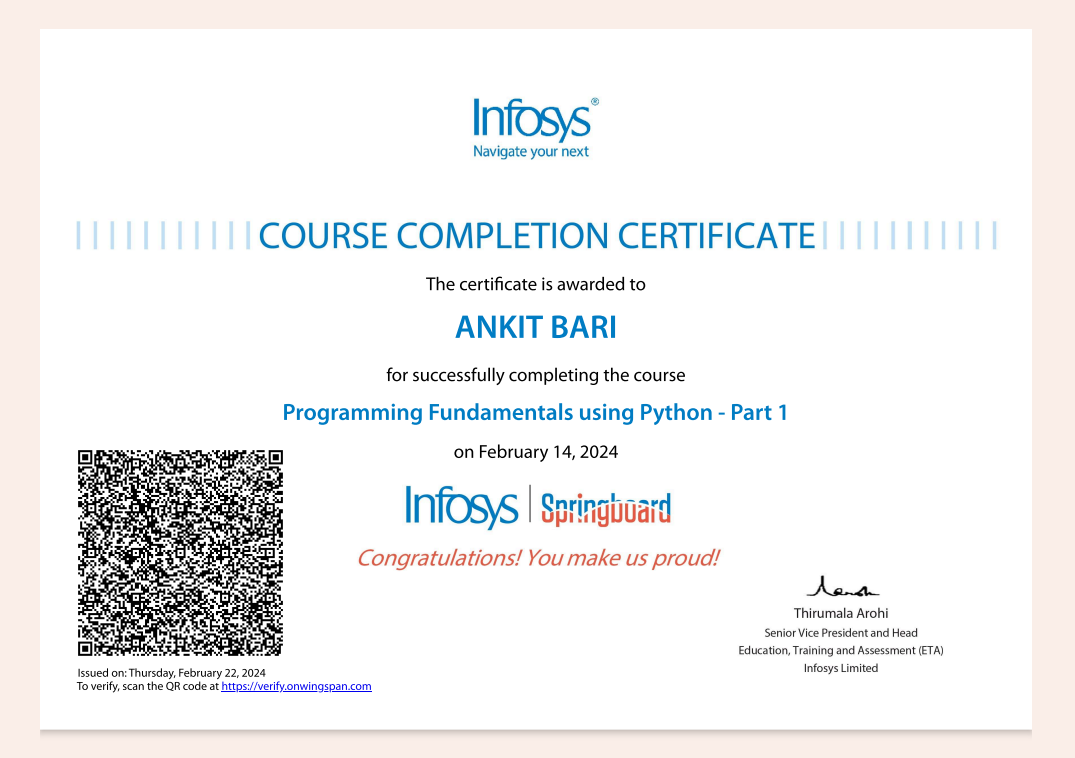 Infosys®
Navigate your next
COURSE COMPLETION CERTIFICATE
The certificate is awarded to
ANKIT BARI
for successfully completing the course
Programming Fundamentals using Python - Part 1
on February 14, 2024
Infosys | Springboard
Congratulations! You make us proud!
Thirumala Arohi
Senior Vice President and Head
Education, Training and Assessment (ETA)
Infosys Limited
Issued on: Thursday, February 22, 2024
To verify, scan the QR code at https://verify.onwingspan.com